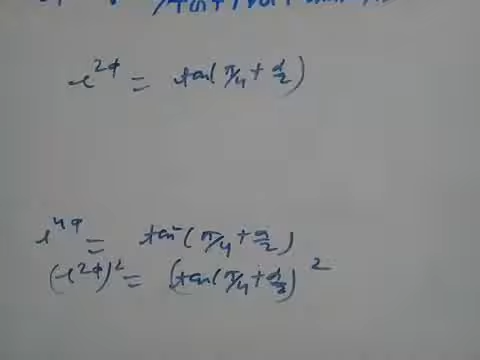 e^{2φ} = tan(π/4 + α/2)
e^{4φ} = tan²(π/4 + α/2)
(e^{2φ})² = (tan(π/4 + α/2))²